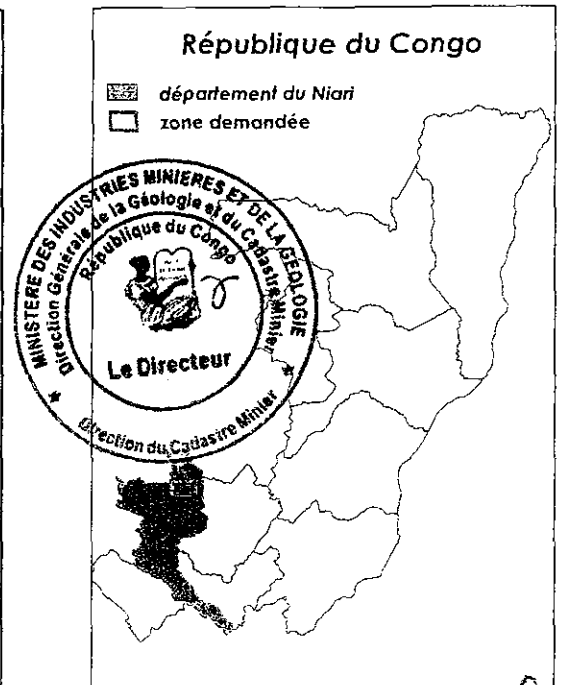 République du Congo
département du Niari
zone demandée
MINISTERE DES INDUSTRIES MINIERES ET DE LA GEOLOGIE
Direction Générale de la Géologie et du Cadastre Minier
République du Congo
Le Directeur
Direction du Cadastre Minier